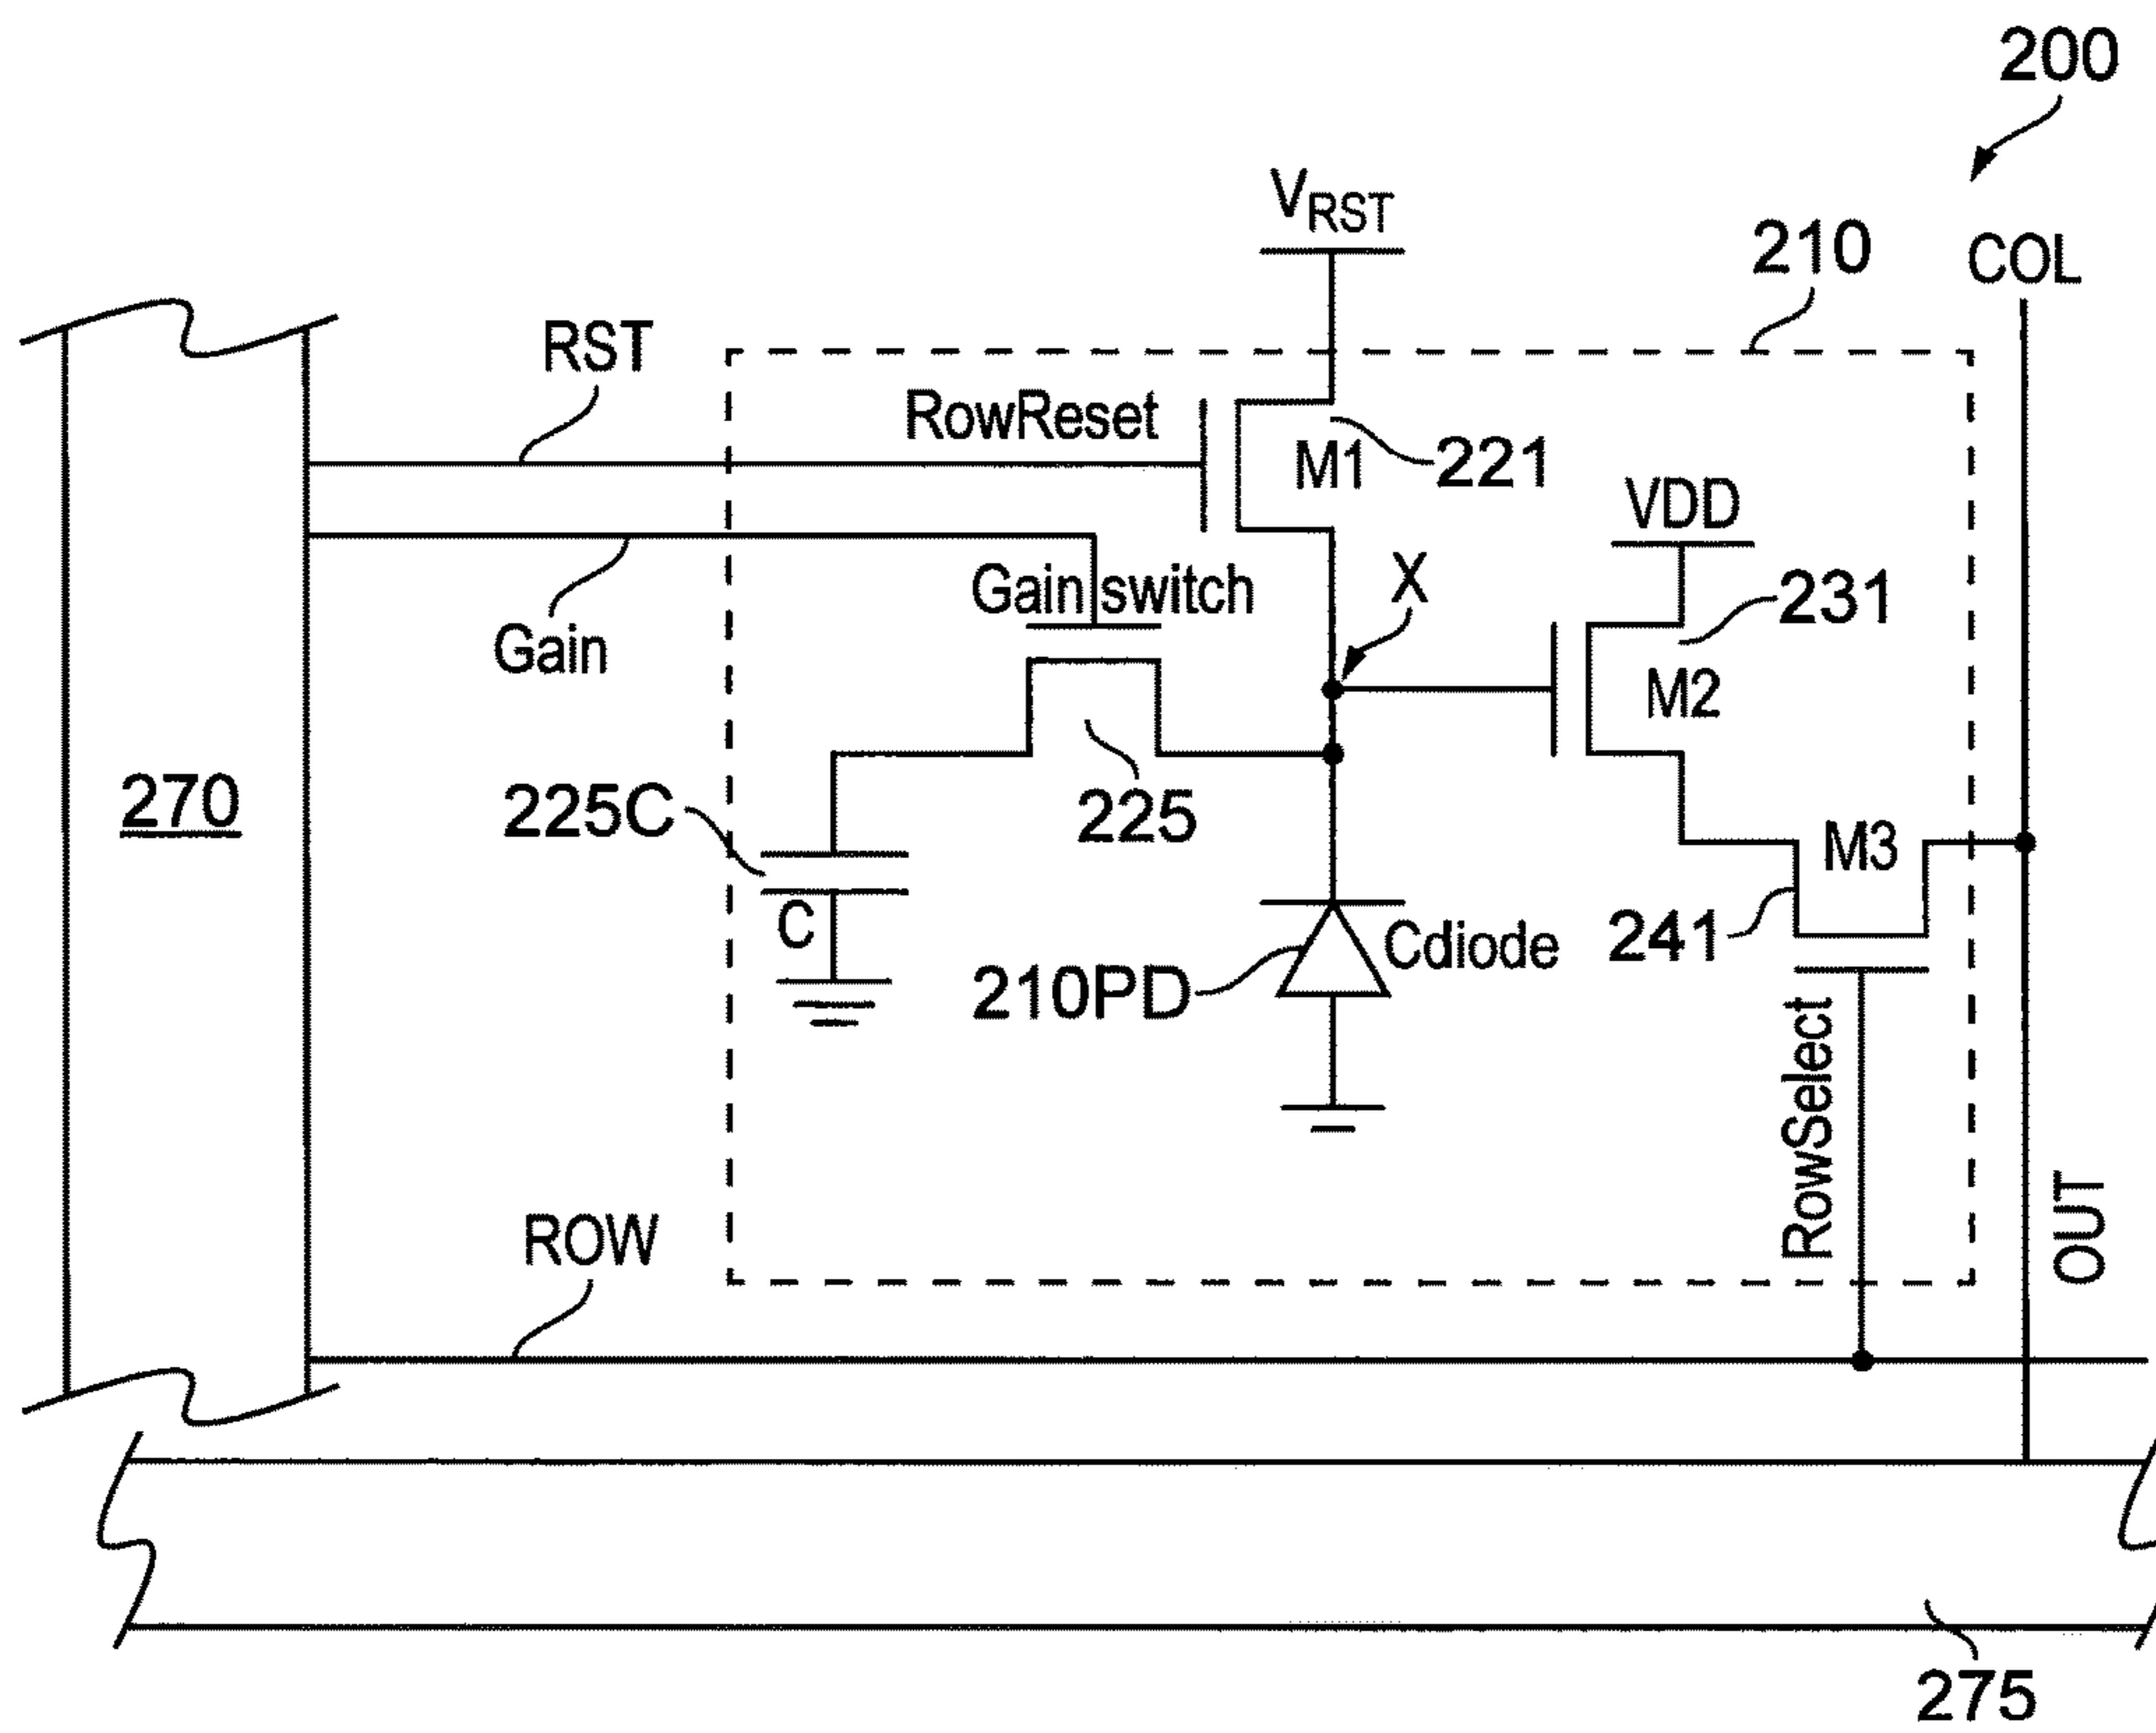 200
V_RST
210
COL
RST
RowReset
M1
221
VDD
Gain switch
X
231
Gain
M2
270
225C
225
M3
C
210PD
Cdiode
241
RowSelect
ROW
OUT
275